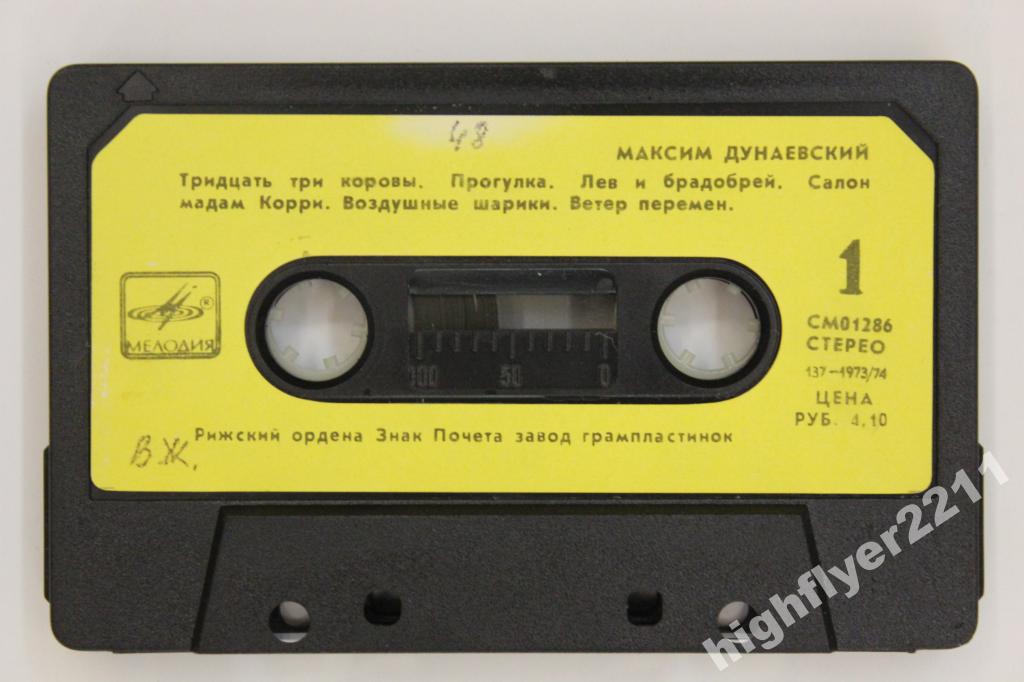 48
МАКСИМ ДУНАЕВСКИЙ
Тридцать три коровы. Прогулка. Лев и брадобрей. Салон
мадам Корри. Воздушные шарики. Ветер перемен.
1
® МЕЛОДИЯ
СМ01286
СТЕРЕО
137—1973/74
ЦЕНА
РУБ. 4,10
100 50 0
Рижский ордена Знак Почета завод грампластинок
В Ж.
highflyer2211